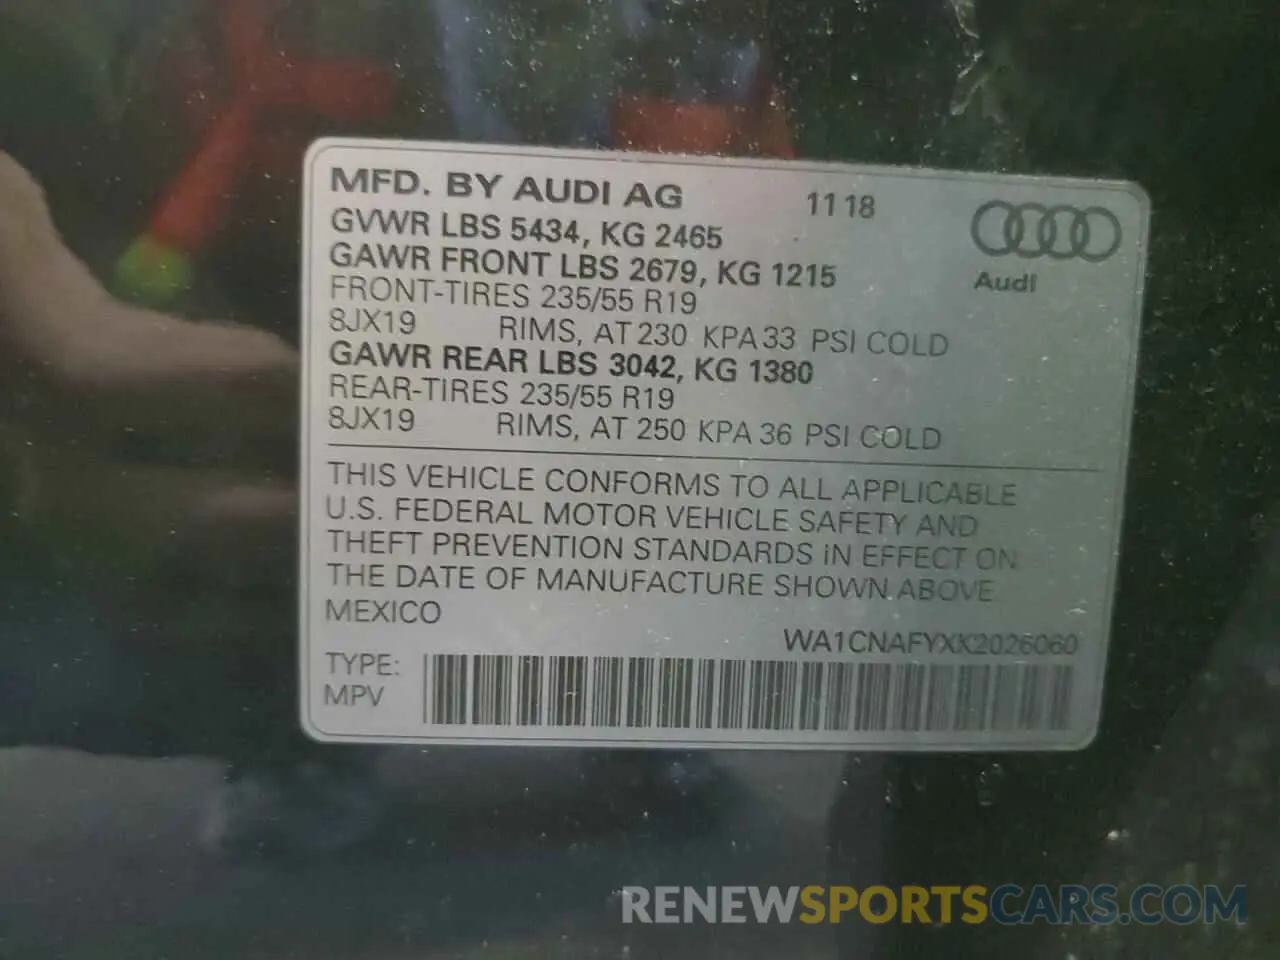 MFD. BY AUDI AG 11 18
GVWR LBS 5434, KG 2465
GAWR FRONT LBS 2679, KG 1215
Audi
FRONT-TIRES 235/55 R19
8JX19 RIMS, AT 230 KPA 33 PSI COLD
GAWR REAR LBS 3042, KG 1380
REAR-TIRES 235/55 R19
8JX19 RIMS, AT 250 KPA 36 PSI COLD
THIS VEHICLE CONFORMS TO ALL APPLICABLE
U.S. FEDERAL MOTOR VEHICLE SAFETY AND
THEFT PREVENTION STANDARDS IN EFFECT ON
THE DATE OF MANUFACTURE SHOWN ABOVE
MEXICO
WA1CNAFYXK2026060
TYPE:
MPV
RENEWSPORTSCARS.COM